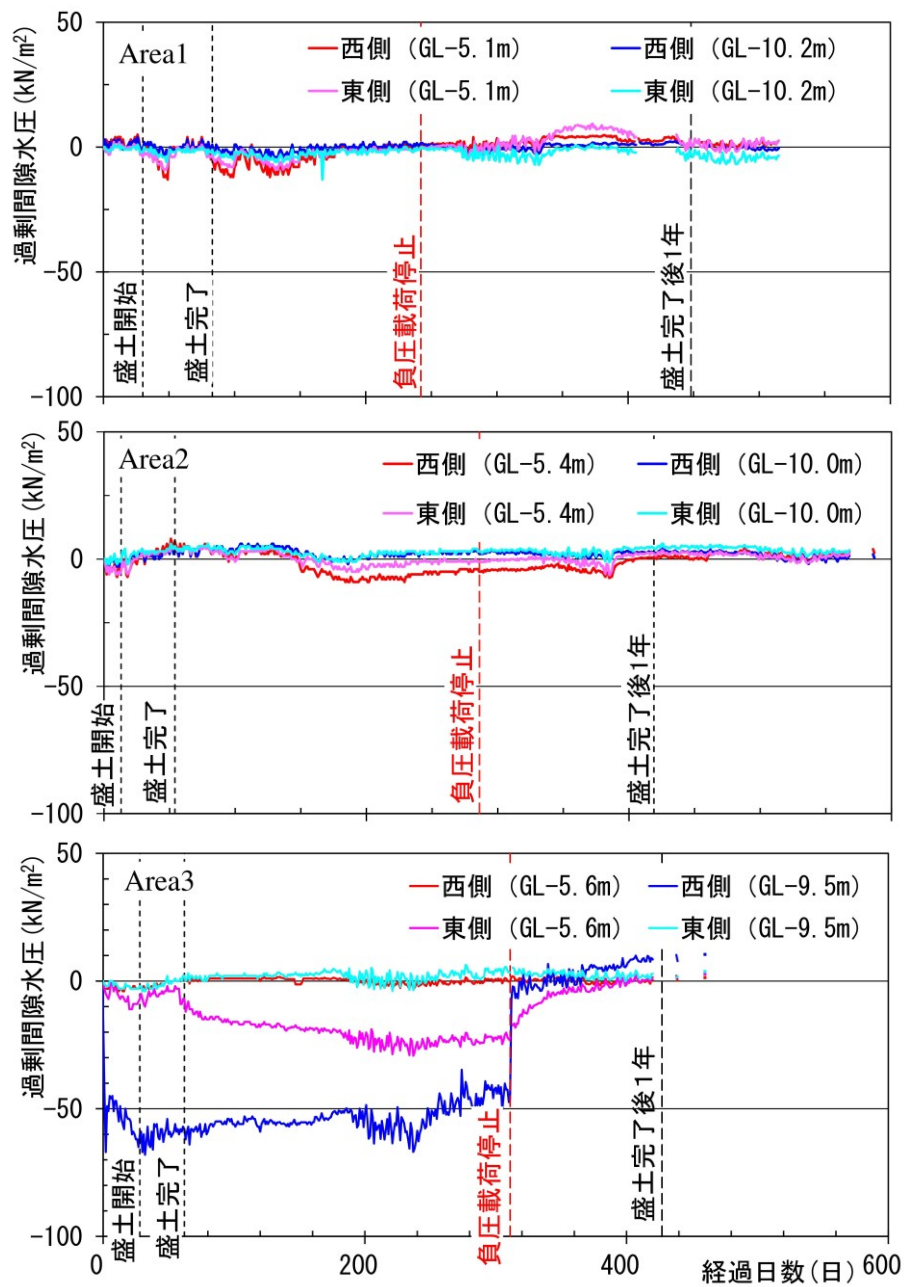 過剰間隙水圧(kN/m²)
50
0
-50
-100
Area1
西側 (GL-5.1m)
西側 (GL-10.2m)
東側 (GL-5.1m)
東側 (GL-10.2m)
盛土開始
盛土完了
負圧載荷停止
盛土完了後1年
0
200
400
600
過剰間隙水圧(kN/m²)
50
0
-50
-100
Area2
西側 (GL-5.4m)
西側 (GL-10.0m)
東側 (GL-5.4m)
東側 (GL-10.0m)
盛土開始
盛土完了
負圧載荷停止
盛土完了後1年
0
200
400
600
過剰間隙水圧(kN/m²)
50
0
-50
-100
Area3
西側 (GL-5.6m)
西側 (GL-9.5m)
東側 (GL-5.6m)
東側 (GL-9.5m)
盛土開始
盛土完了
負圧載荷停止
盛土完了後1年
0
200
400
600
経過日数(日)